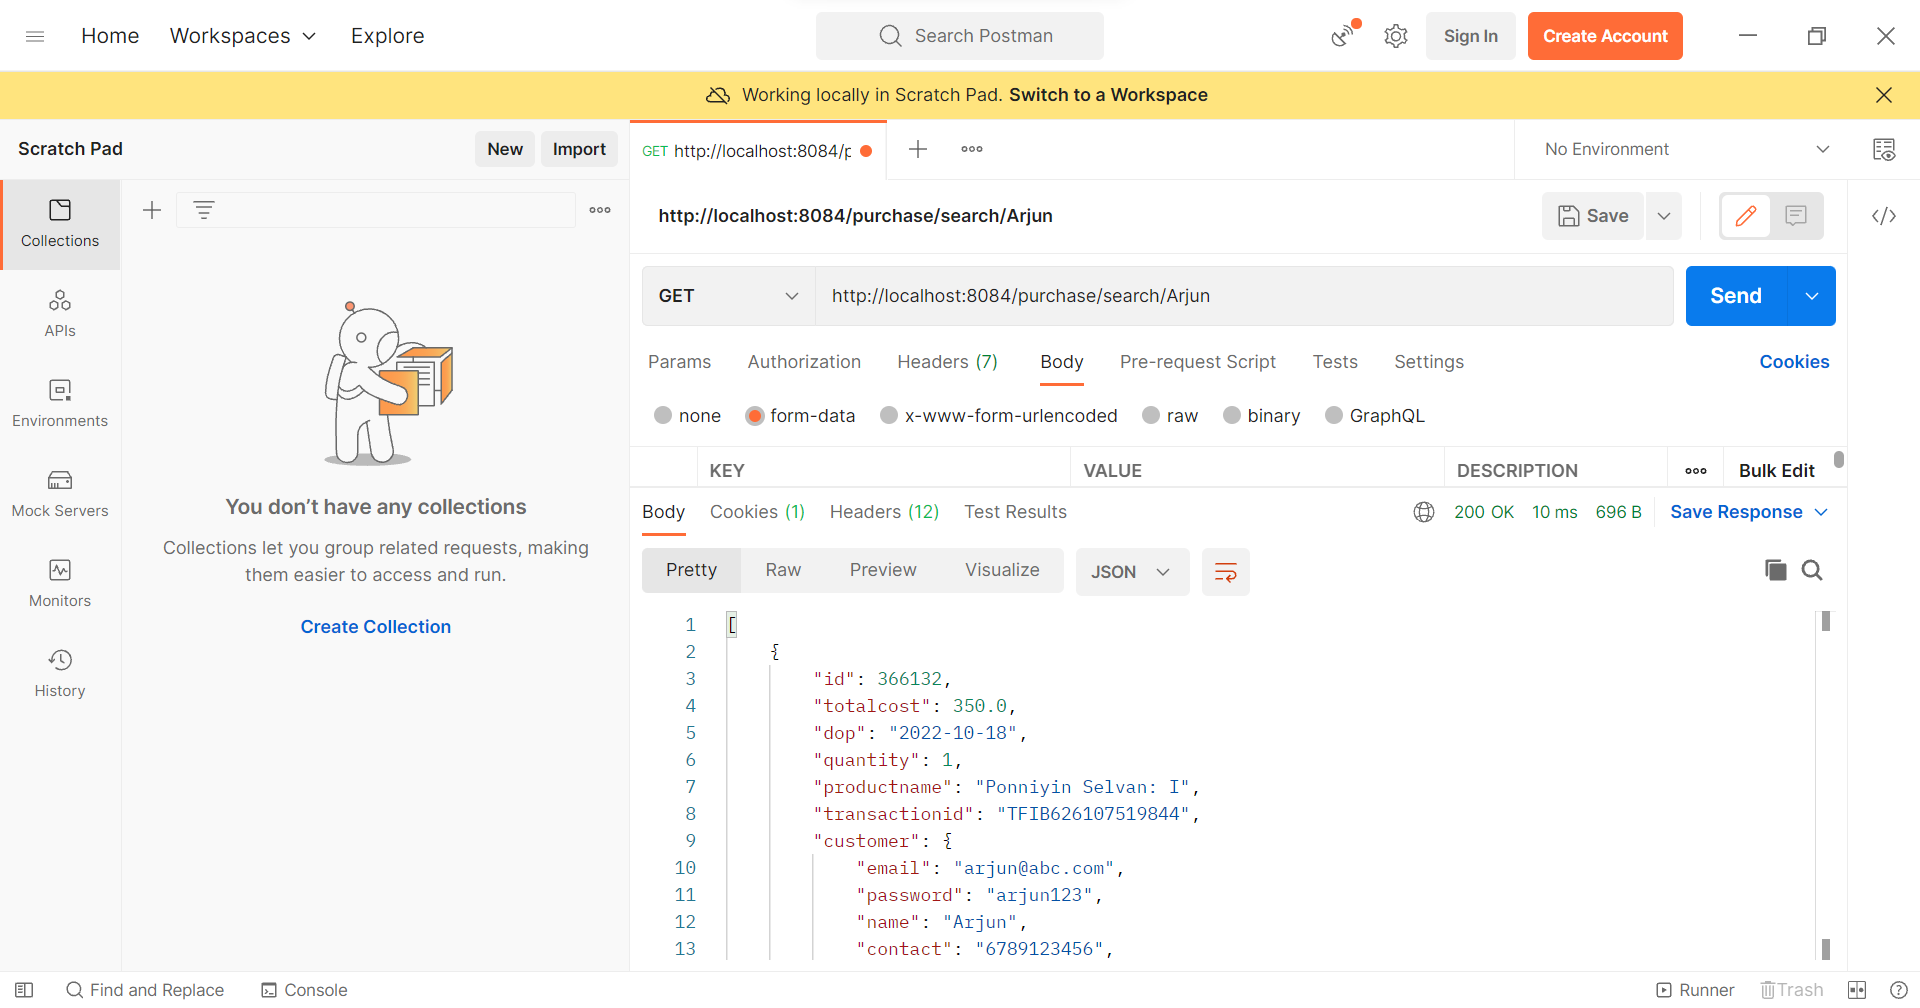 Home Workspaces Explore Search Postman Sign In Create Account
Working locally in Scratch Pad. Switch to a Workspace
Scratch Pad New Import GET http://localhost:8084/p No Environment
Collections
APIs
Environments
Mock Servers
Monitors
History
You don’t have any collections
Collections let you group related requests, making
them easier to access and run.
Create Collection
http://localhost:8084/purchase/search/Arjun Save
GET http://localhost:8084/purchase/search/Arjun Send
Params Authorization Headers (7) Body Pre-request Script Tests Settings Cookies
none form-data x-www-form-urlencoded raw binary GraphQL
KEY VALUE DESCRIPTION Bulk Edit
Body Cookies (1) Headers (12) Test Results 200 OK 10 ms 696 B Save Response
Pretty Raw Preview Visualize JSON
1 [
2 {
3 "id": 366132,
4 "totalcost": 350.0,
5 "dop": "2022-10-18",
6 "quantity": 1,
7 "productname": "Ponniyin Selvan: I",
8 "transactionid": "TFIB626107519844",
9 "customer": {
10 "email": "arjun@abc.com",
11 "password": "arjun123",
12 "name": "Arjun",
13 "contact": "6789123456",
Find and Replace Console Runner Trash